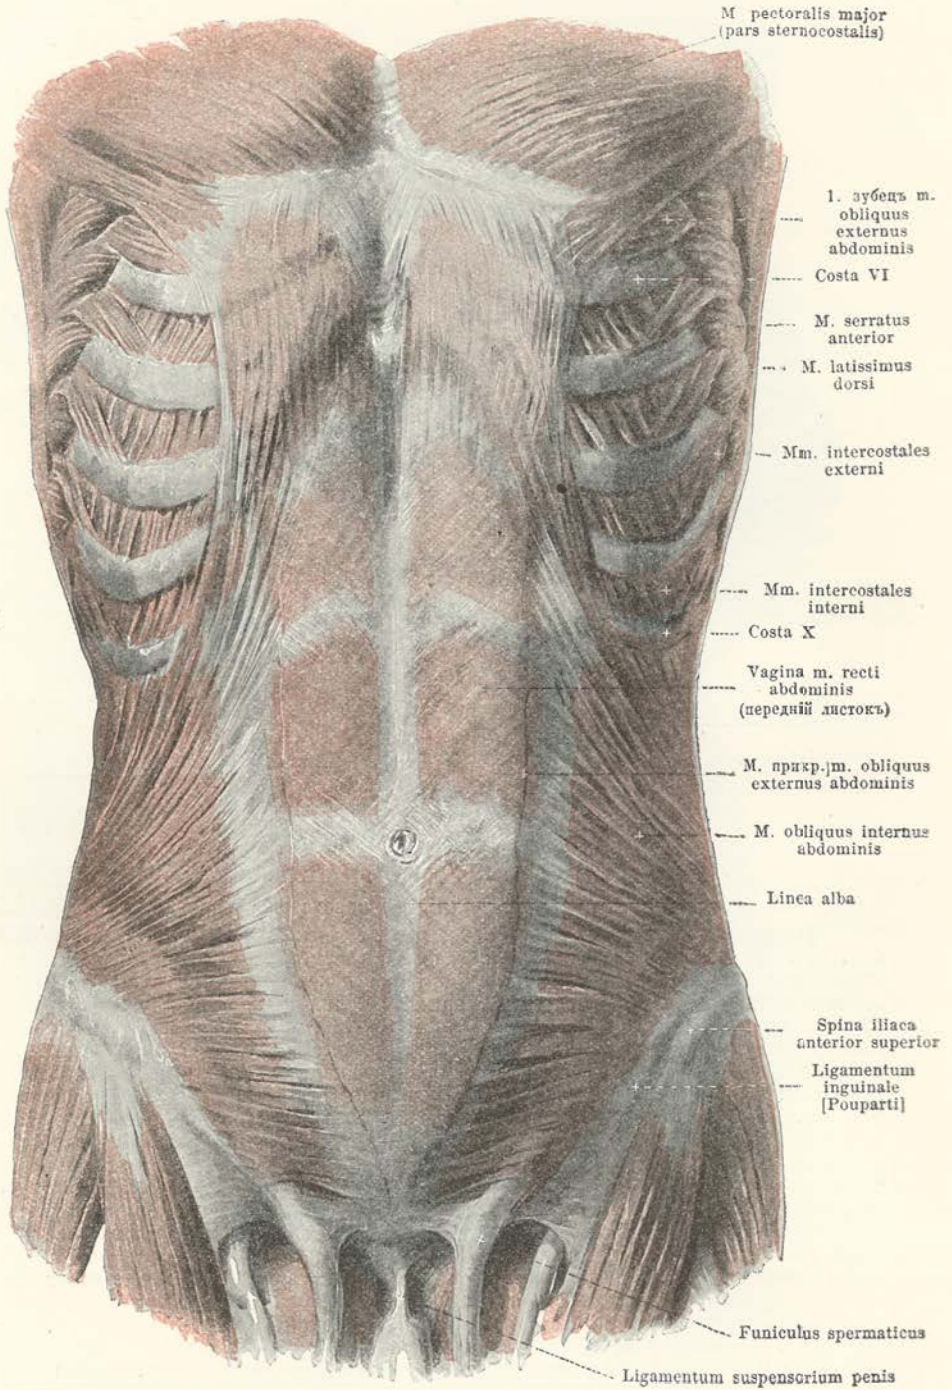 M pectoralis major
(pars sternocostalis)
1. зубецъ m.
obliquus
externus
abdominis
Costa VI
M. serratus
anterior
M. latissimus
dorsi
Mm. intercostales
externi
Mm. intercostales
interni
Costa X
Vagina m. recti
abdominis
(передній листокъ)
M. прикр. m. obliquus
externus abdominis
M. obliquus internus
abdominis
Linea alba
Spina iliaca
anterior superior
Ligamentum
inguinale
[Pouparti]
Funiculus spermaticus
Ligamentum suspensorium penis